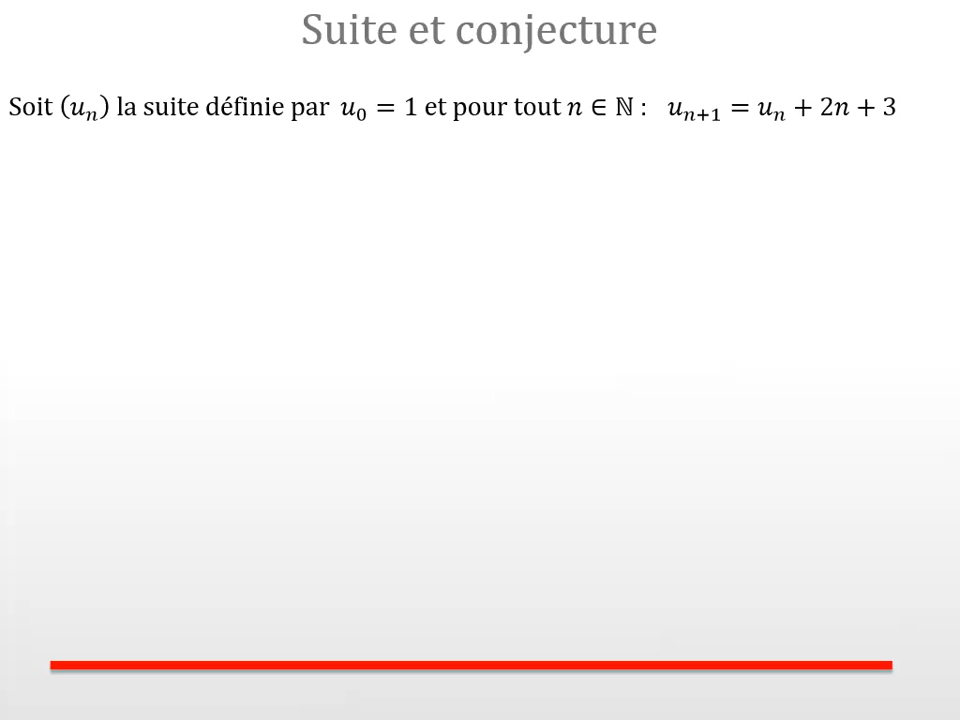 Suite et conjecture
Soit (𝑢ₙ) la suite définie par 𝑢₀ = 1 et pour tout 𝑛 ∈ ℕ : 𝑢ₙ₊₁ = 𝑢ₙ + 2𝑛 + 3